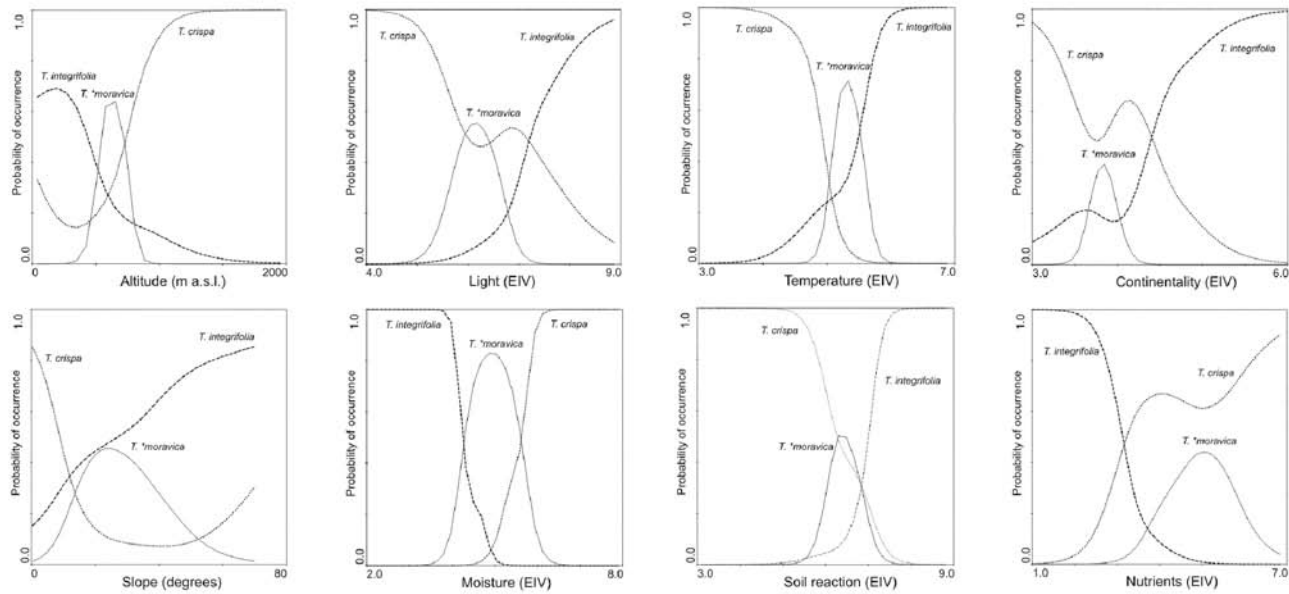 Probability of occurrence
1.0
0.0
T. crispa
T. integrifolia
T. *moravica
0
2000
Altitude (m a.s.l.)
Probability of occurrence
1.0
0.0
T. crispa
T. integrifolia
T. *moravica
4.0
9.0
Light (EIV)
Probability of occurrence
1.0
0.0
T. crispa
T. integrifolia
T. *moravica
3.0
7.0
Temperature (EIV)
Probability of occurrence
1.0
0.0
T. crispa
T. integrifolia
T. *moravica
3.0
6.0
Continentality (EIV)
Probability of occurrence
1.0
0.0
T. integrifolia
T. crispa
T. *moravica
0
80
Slope (degrees)
Probability of occurrence
1.0
0.0
T. integrifolia
T. crispa
T. *moravica
2.0
8.0
Moisture (EIV)
Probability of occurrence
1.0
0.0
T. crispa
T. integrifolia
T. *moravica
3.0
9.0
Soil reaction (EIV)
Probability of occurrence
1.0
0.0
T. integrifolia
T. crispa
T. *moravica
1.0
7.0
Nutrients (EIV)